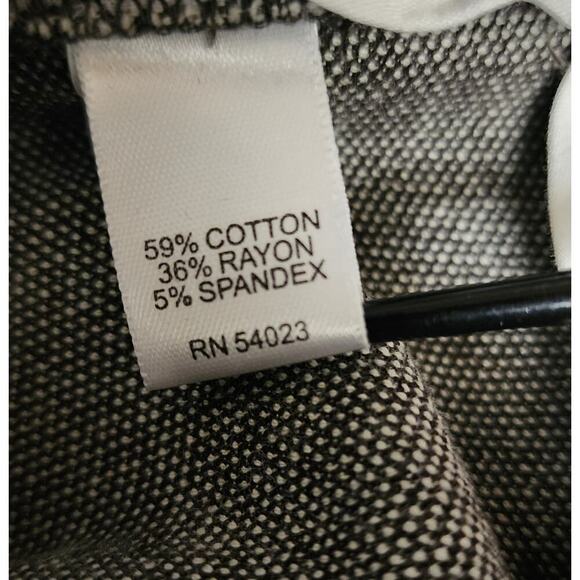 59% COTTON
36% RAYON
5% SPANDEX
RN 54023